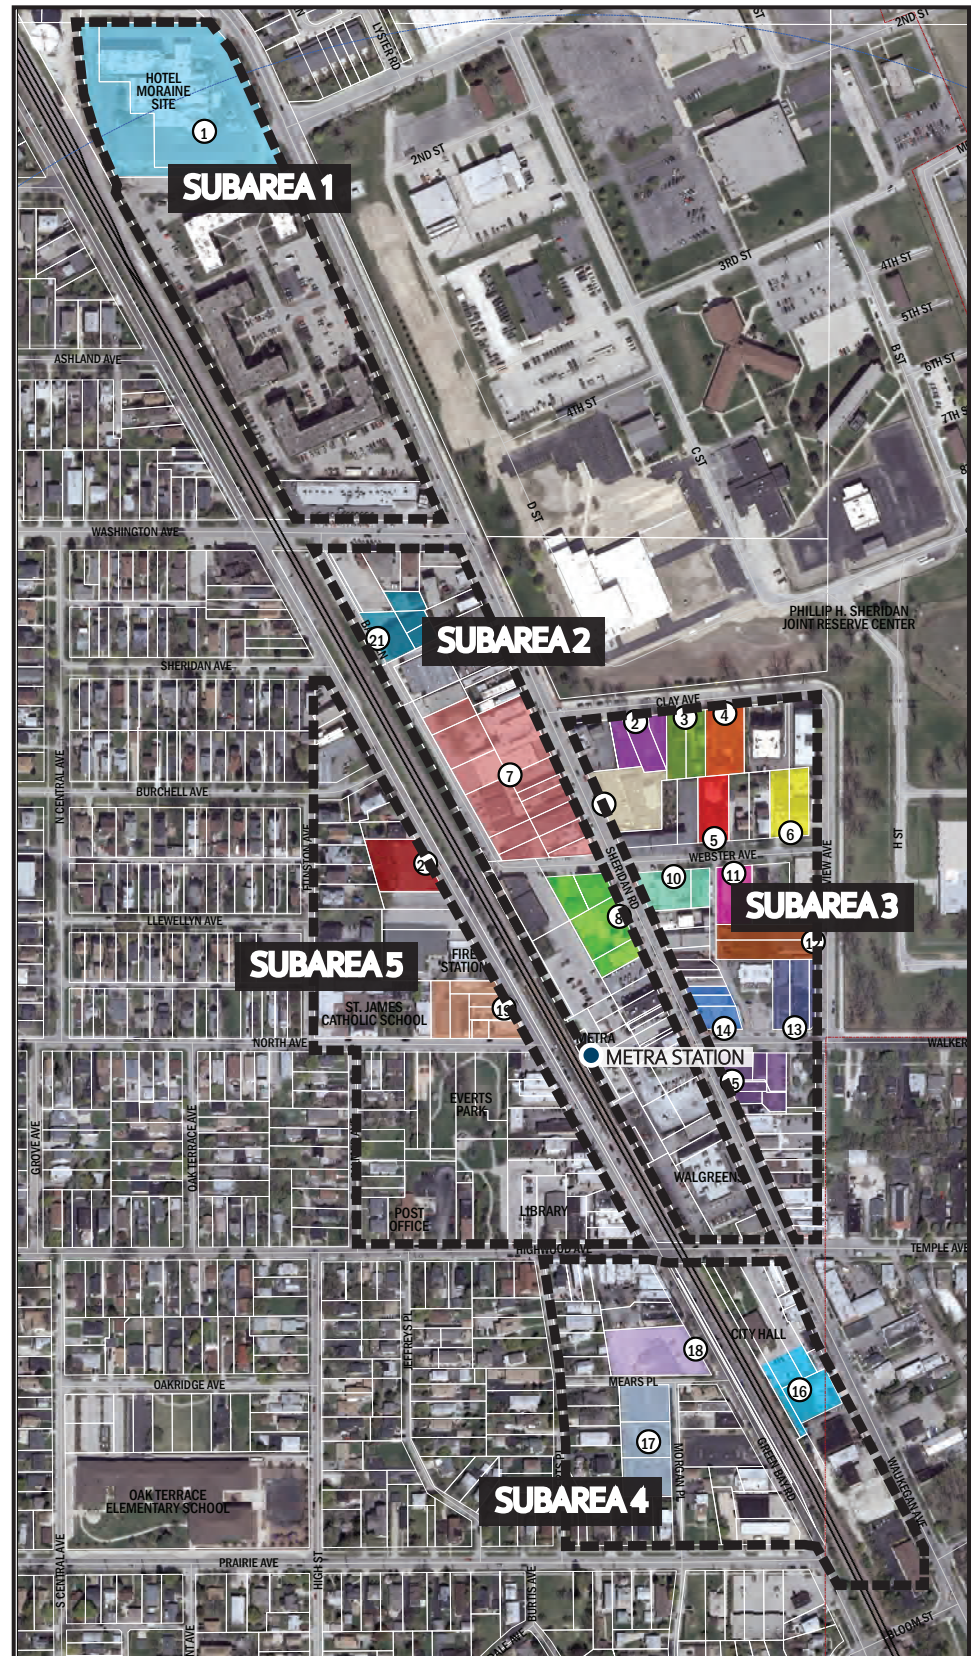 2ND ST
LYSTER RD
HOTEL
MORAINE
SITE
1
SUBAREA 1
2ND ST
3RD ST
4TH ST
5TH ST
B ST
6TH ST
7TH S
ASHLAND AVE
4TH ST
C ST
D ST
WASHINGTON AVE
PHILLIP H. SHERIDAN
JOINT RESERVE CENTER
21
SUBAREA 2
SHERIDAN AVE
CLAY AVE
2
3
4
N CENTRAL AVE
BURCHELL AVE
7
5
6
H ST
WEBSTER AVE
SHERIDAN RD
VIEW AVE
10
11
SUBAREA 3
8
LLEWELLYN AVE
12
FIRE
STATION
SUBAREA 5
ST. JAMES
CATHOLIC SCHOOL
19
14
13
NORTH AVE
METRA
METRA STATION
WALKER
EVERTS
PARK
GROVE AVE
OAK TERRACE AVE
WALGREENS
POST
OFFICE
LIBRARY
HIGHWOOD AVE
TEMPLE AVE
JEFFREYS PL
CITY HALL
18
OAKRIDGE AVE
MEARS PL
16
17
MORGAN PL
GREEN BAY RD
WAUKEGAN AVE
SUBAREA 4
OAK TERRACE
ELEMENTARY SCHOOL
S CENTRAL AVE
PRAIRIE AVE
HIGH ST
BURTIS AVE
BLOOM ST